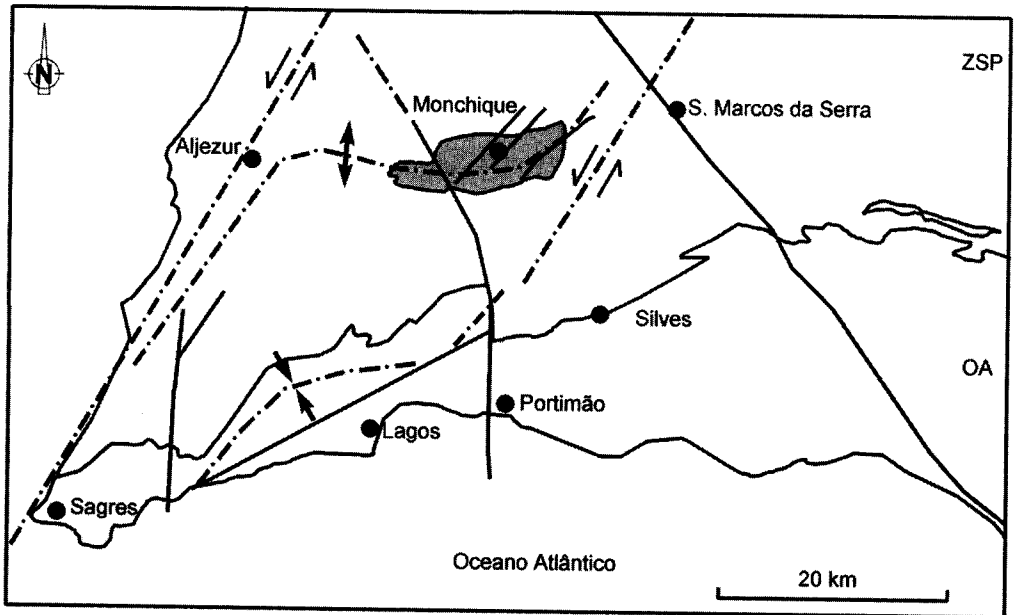 N
ZSP
Monchique
S. Marcos da Serra
Aljezur
Silves
OA
Portimão
Lagos
Sagres
Oceano Atlântico
20 km